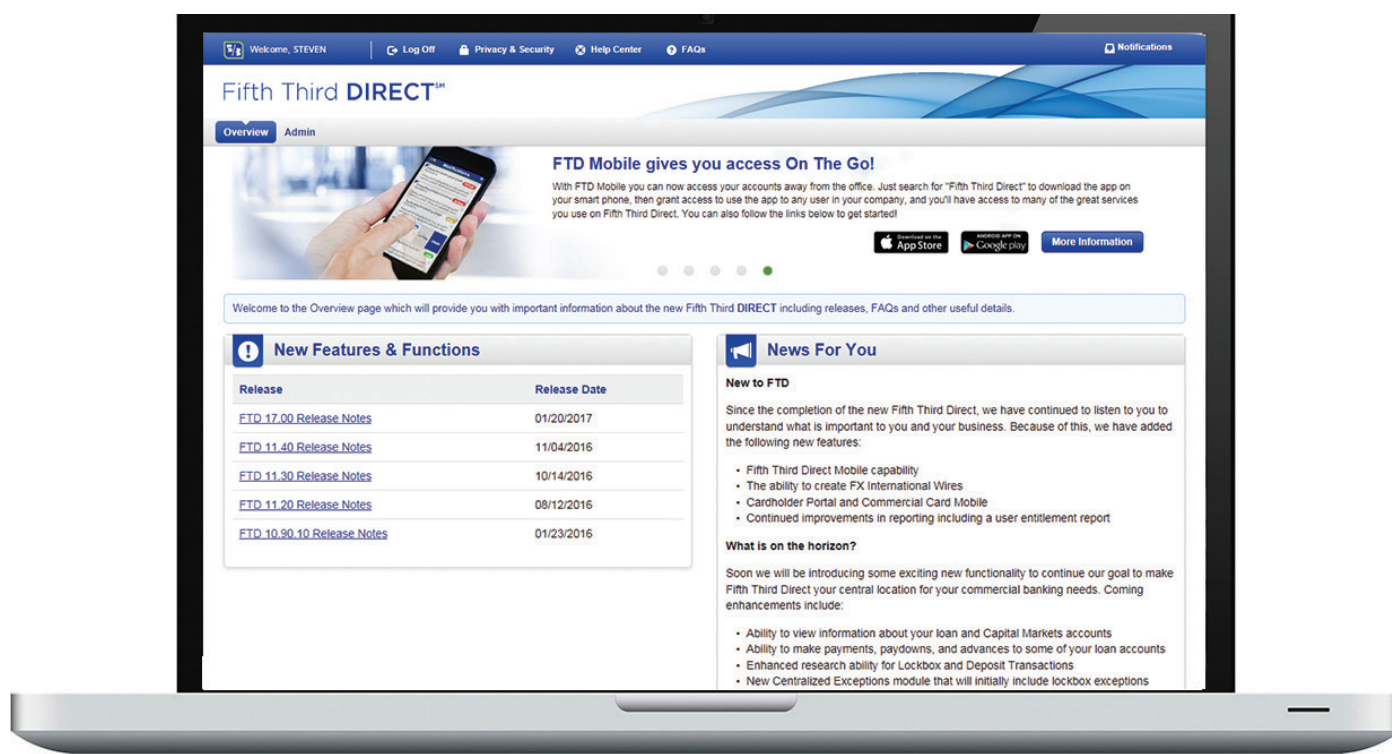 Welcome, STEVEN
Log Off
Privacy & Security
Help Center
FAQs
Notifications
Fifth Third DIRECT℠
Overview
Admin
FTD Mobile gives you access On The Go!
With FTD Mobile you can now access your accounts away from the office. Just search for "Fifth Third Direct" to download the app on
your smart phone, then grant access to use the app to any user in your company, and you'll have access to many of the great services
you use on Fifth Third Direct. You can also follow the links below to get started!
Download on the
App Store
ANDROID APP ON
Google play
More Information
Welcome to the Overview page which will provide you with important information about the new Fifth Third DIRECT including releases, FAQs and other useful details.
New Features & Functions
Release Release Date
FTD 17.00 Release Notes 01/20/2017
FTD 11.40 Release Notes 11/04/2016
FTD 11.30 Release Notes 10/14/2016
FTD 11.20 Release Notes 08/12/2016
FTD 10.90.10 Release Notes 01/23/2016
News For You
New to FTD
Since the completion of the new Fifth Third Direct, we have continued to listen to you to
understand what is important to you and your business. Because of this, we have added
the following new features:
• Fifth Third Direct Mobile capability
• The ability to create FX International Wires
• Cardholder Portal and Commercial Card Mobile
• Continued improvements in reporting including a user entitlement report
What is on the horizon?
Soon we will be introducing some exciting new functionality to continue our goal to make
Fifth Third Direct your central location for your commercial banking needs. Coming
enhancements include:
• Ability to view information about your loan and Capital Markets accounts
• Ability to make payments, paydowns, and advances to some of your loan accounts
• Enhanced research ability for Lockbox and Deposit Transactions
• New Centralized Exceptions module that will initially include lockbox exceptions